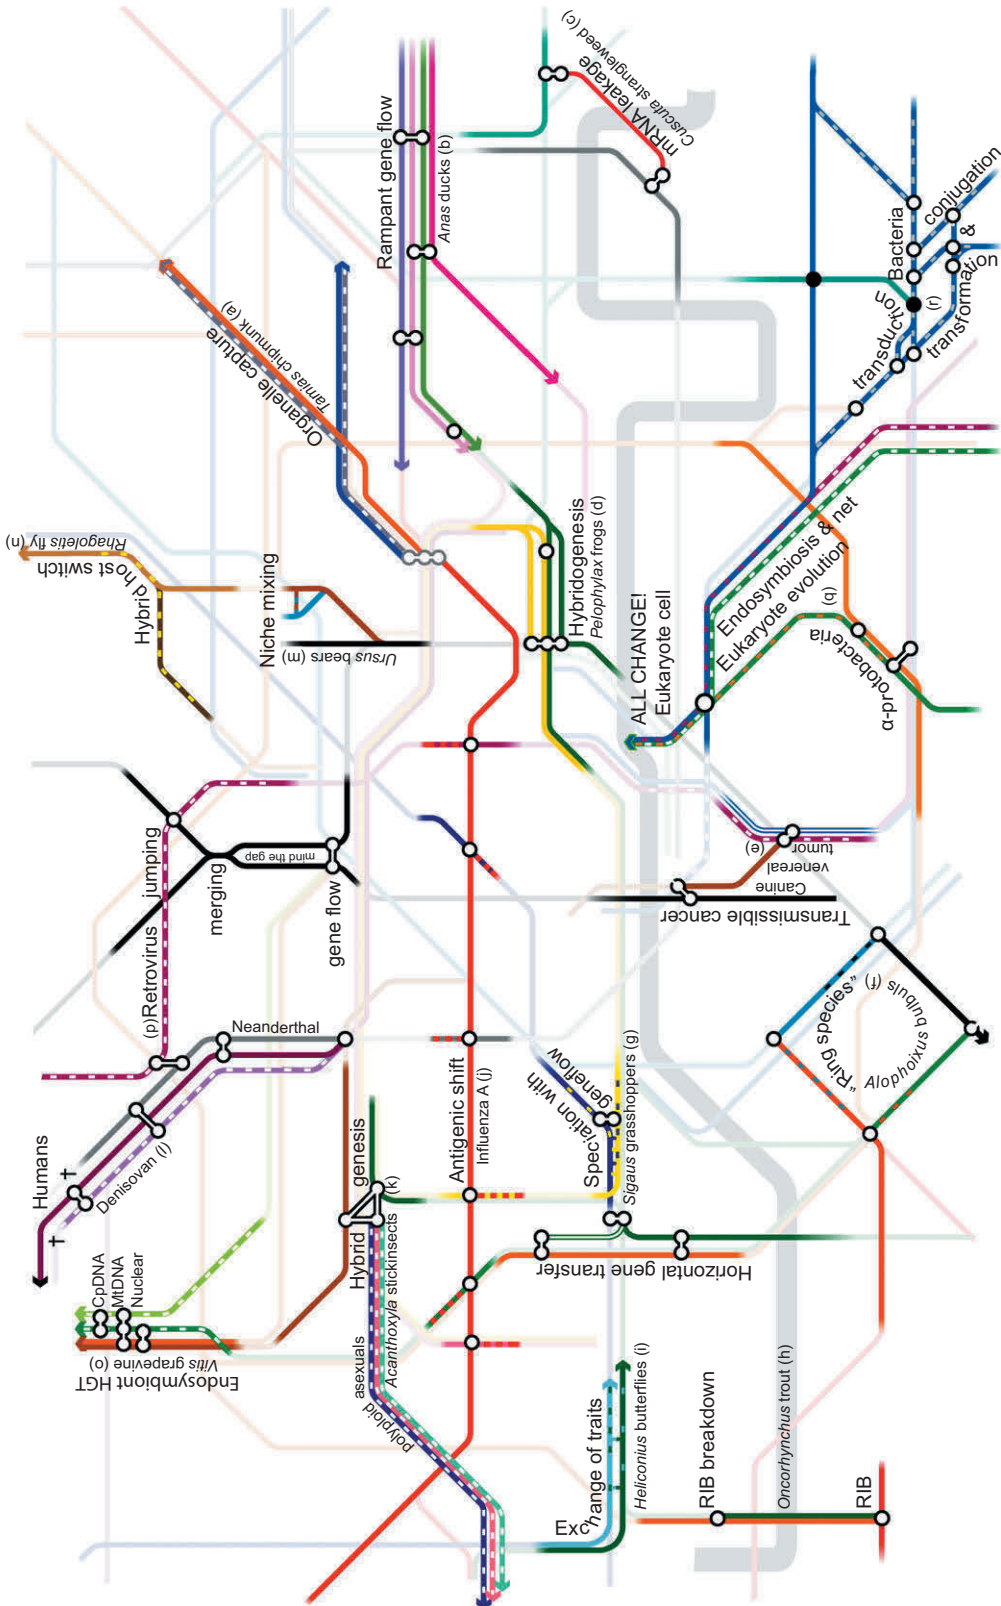 Humans
Denisovan (l)
Neanderthal
(p) Retrovirus jumping
merging
mind the gap
gene flow
Hybrid host switch
Rhagoletis fly (n)
Niche mixing
Ursus bears (m)
Organelle capture
Tamias chipmunk (a)
Rampant gene flow
Anas ducks (b)
mRNA leakage
Cuscuta strangleweed (c)
CpDNA
MtDNA
Nuclear
Vitis grapevine (o)
Endosymbiont HGT
Hybrid genesis
(k)
asexuals
Acanthoxyla stickinsects
polyploid
Antigenic shift
Influenza A (j)
Hybridogenesis
Pelophylax frogs (d)
ALL CHANGE!
Eukaryote cell
Endosymbiosis & net
Eukaryote evolution
(q)
α-protobacteria
Bacteria
conjugation
&
transduction
(r)
transformation
Speciation with
geneflow
Sigaus grasshoppers (g)
Horizontal gene transfer
Canine
venereal
tumor (e)
Transmissible cancer
"Ring species"
Alophoixus bulbuls (f)
Exc'hange of traits
Heliconius butterflies (i)
RIB breakdown
Oncorhynchus trout (h)
RIB